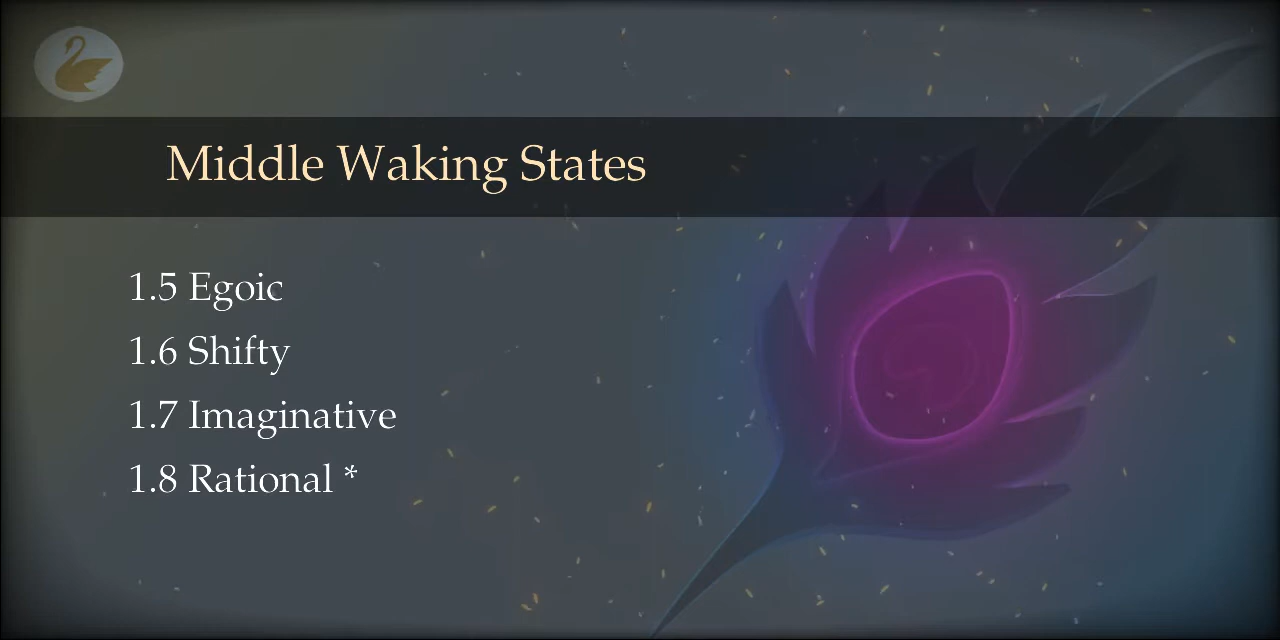 Middle Waking States
1.5 Egoic
1.6 Shifty
1.7 Imaginative
1.8 Rational *